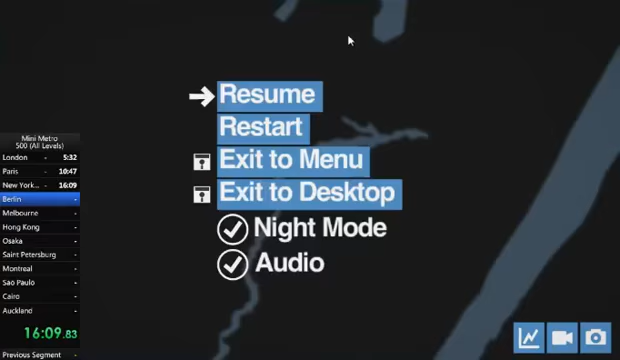 Resume
Restart
Exit to Menu
Exit to Desktop
Night Mode
Audio
Mini Metro
500 (All Levels)
London - 5:32
Paris - 10:47
New York... - 16:09
Berlin -
Melbourne -
Hong Kong -
Osaka -
Saint Petersburg -
Montreal -
São Paulo -
Cairo -
Auckland -
16:09.83
Previous Segment -